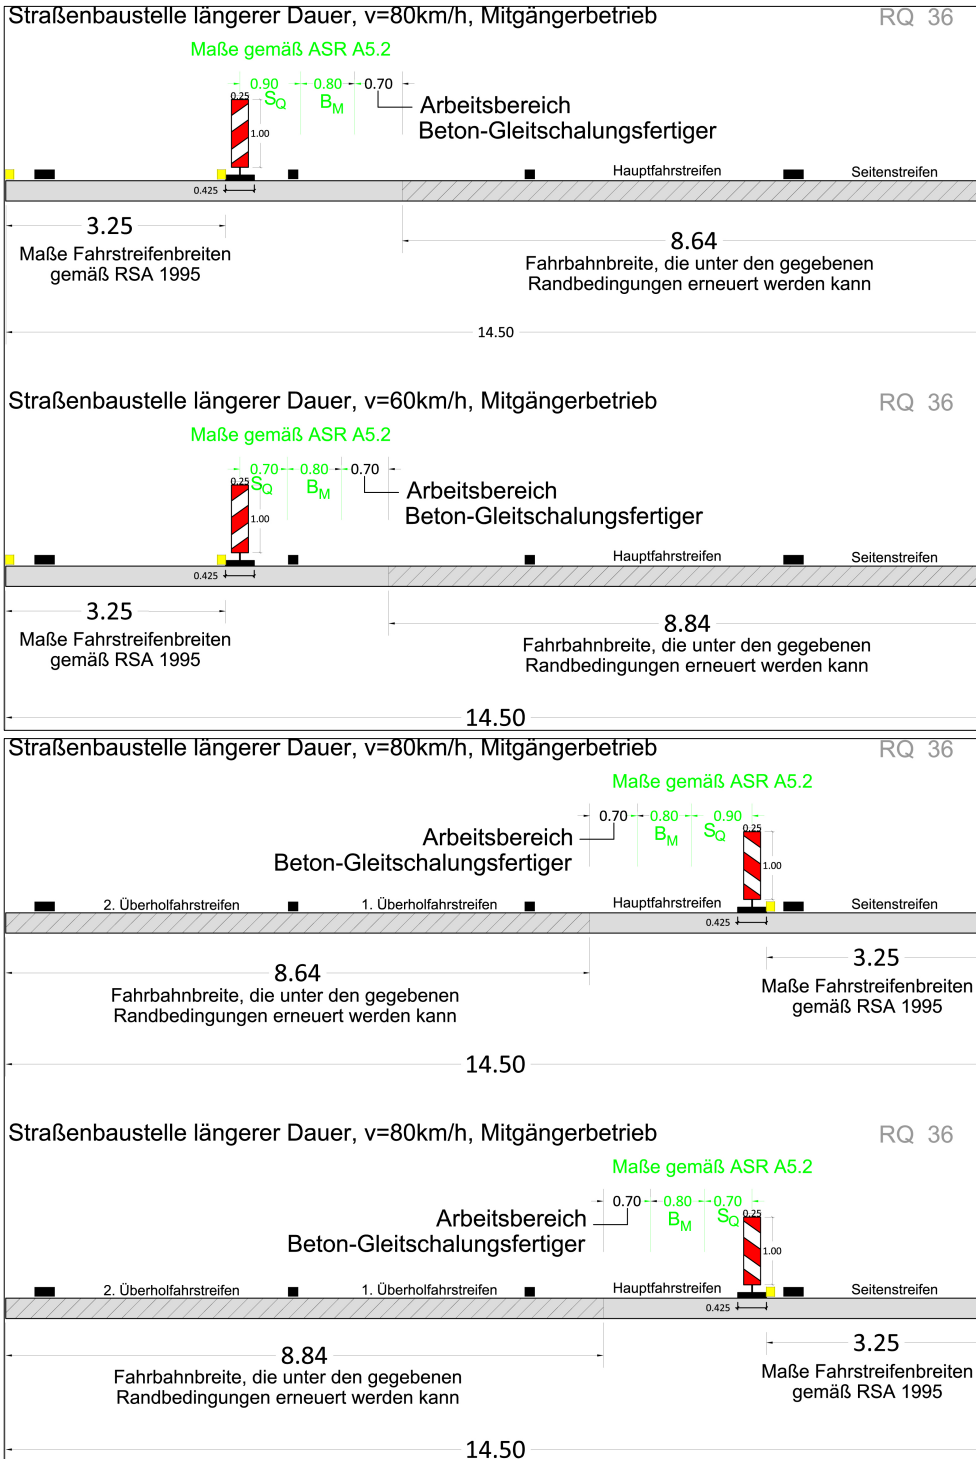 Straßenbaustelle längerer Dauer, v=80km/h, Mitgängerbetrieb
RQ 36
Maße gemäß ASR A5.2
0.90 0.80 0.70
S_Q B_M
0.25
1.00
Arbeitsbereich
Beton-Gleitschalungsfertiger
Hauptfahrstreifen
Seitenstreifen
0.425
3.25
Maße Fahrstreifenbreiten
gemäß RSA 1995
8.64
Fahrbahnbreite, die unter den gegebenen
Randbedingungen erneuert werden kann
14.50
Straßenbaustelle längerer Dauer, v=60km/h, Mitgängerbetrieb
RQ 36
Maße gemäß ASR A5.2
0.70 0.80 0.70
S_Q B_M
0.25
1.00
Arbeitsbereich
Beton-Gleitschalungsfertiger
Hauptfahrstreifen
Seitenstreifen
0.425
3.25
Maße Fahrstreifenbreiten
gemäß RSA 1995
8.84
Fahrbahnbreite, die unter den gegebenen
Randbedingungen erneuert werden kann
14.50
Straßenbaustelle längerer Dauer, v=80km/h, Mitgängerbetrieb
RQ 36
Maße gemäß ASR A5.2
0.70 0.80 0.90
B_M S_Q
0.25
1.00
Arbeitsbereich
Beton-Gleitschalungsfertiger
2. Überholfahrstreifen
1. Überholfahrstreifen
Hauptfahrstreifen
Seitenstreifen
0.425
8.64
Fahrbahnbreite, die unter den gegebenen
Randbedingungen erneuert werden kann
3.25
Maße Fahrstreifenbreiten
gemäß RSA 1995
14.50
Straßenbaustelle längerer Dauer, v=80km/h, Mitgängerbetrieb
RQ 36
Maße gemäß ASR A5.2
0.70 0.80 0.70
B_M S_Q
0.25
1.00
Arbeitsbereich
Beton-Gleitschalungsfertiger
2. Überholfahrstreifen
1. Überholfahrstreifen
Hauptfahrstreifen
Seitenstreifen
0.425
8.84
Fahrbahnbreite, die unter den gegebenen
Randbedingungen erneuert werden kann
3.25
Maße Fahrstreifenbreiten
gemäß RSA 1995
14.50